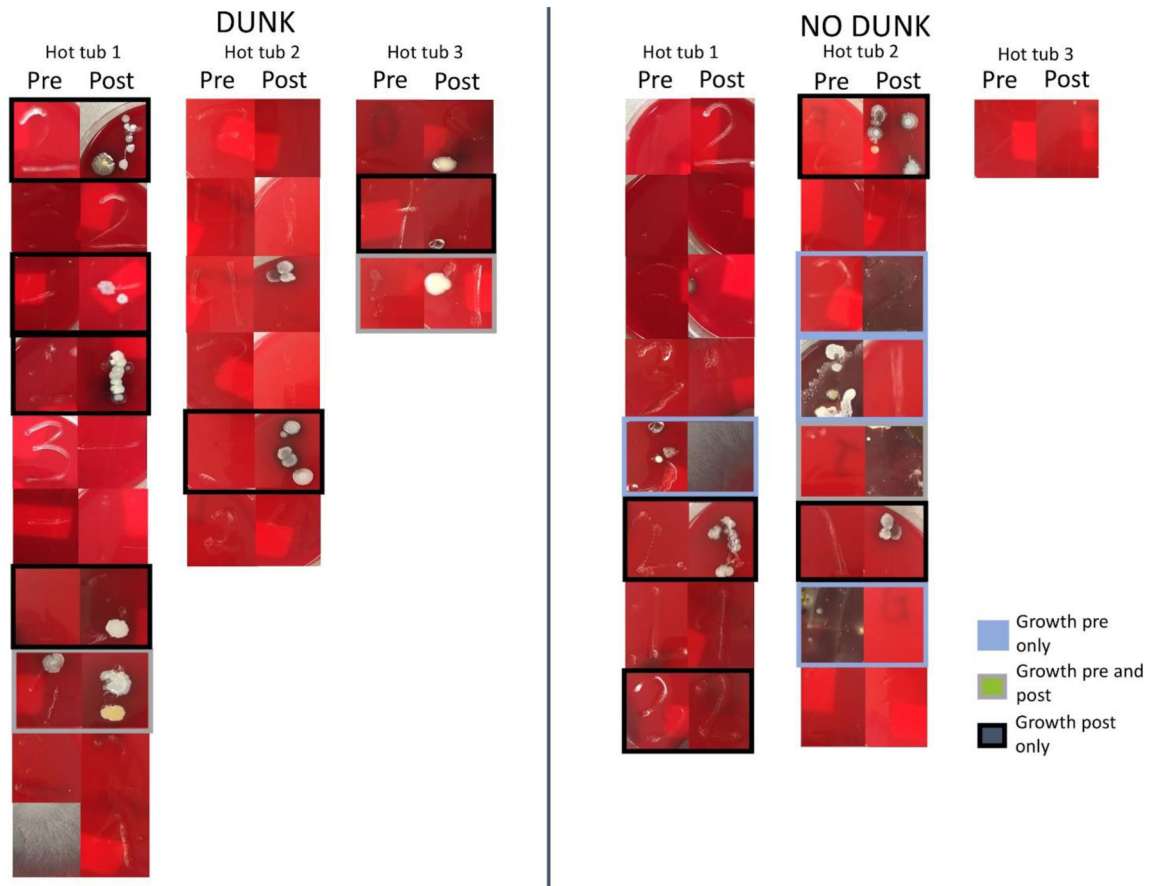 DUNK
Hot tub 1
Hot tub 2
Hot tub 3
Pre
Post
Pre
Post
Pre
Post
NO DUNK
Hot tub 1
Hot tub 2
Hot tub 3
Pre
Post
Pre
Post
Pre
Post
Growth pre
only
Growth pre and
post
Growth post
only